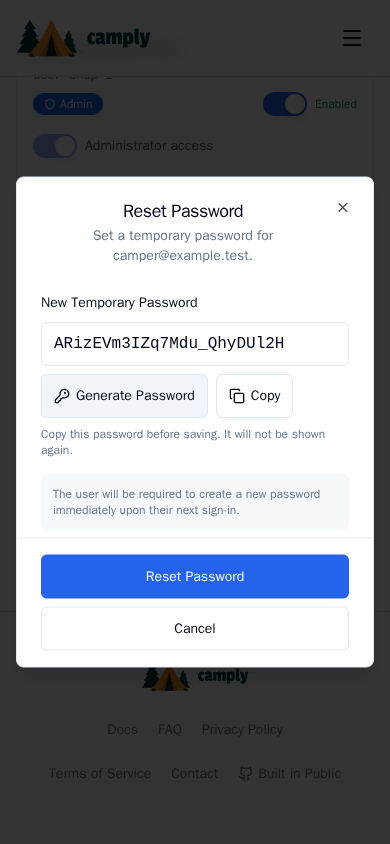 camply
Admin
Enabled
Administrator access
Reset Password
Set a temporary password for
camper@example.test.
New Temporary Password
ARizEVm3IZq7Mdu_QhyDUl2H
Generate Password
Copy
Copy this password before saving. It will not be shown
again.
The user will be required to create a new password
immediately upon their next sign-in.
Reset Password
Cancel
camply
Docs FAQ Privacy Policy
Terms of Service Contact Built in Public